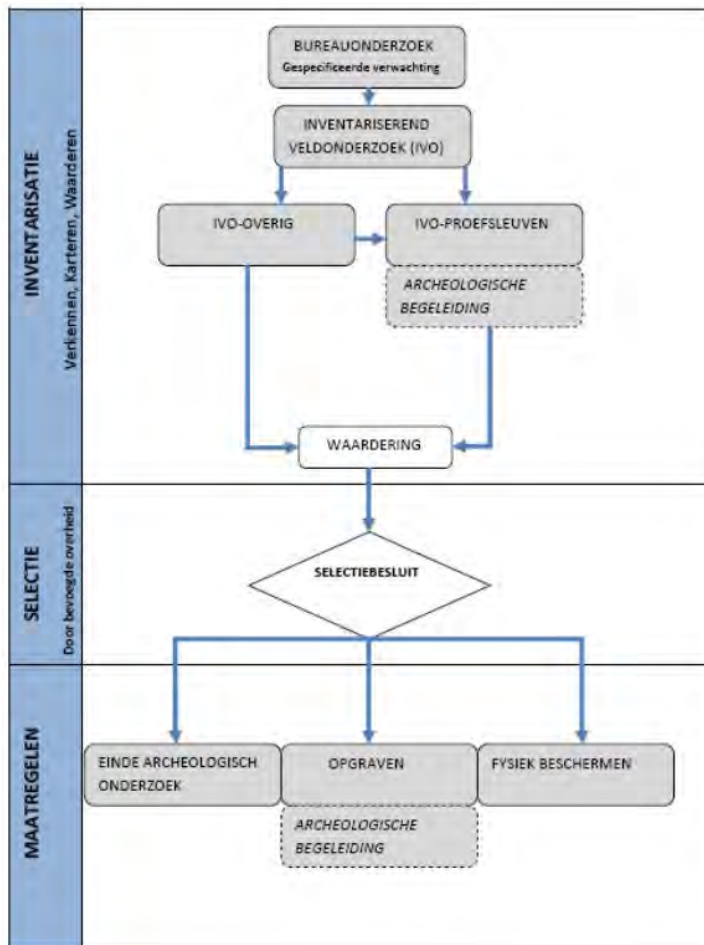 INVENTARISATIE
Verkennen, Karteren, Waarderen
BUREAUONDERZOEK
Gespecificeerde verwachting
INVENTARISEREND
VELDONDERZOEK (IVO)
IVO-OVERIG
IVO-PROEFSLEUVEN
ARCHEOLOGISCHE
BEGELEIDING
WAARDERING
SELECTIE
Door bevoegde overheid
SELECTIEBESLUIT
MAATREGELEN
EINDE ARCHEOLOGISCH
ONDERZOEK
OPGRAVEN
FYSIEK BESCHERMEN
ARCHEOLOGISCHE
BEGELEIDING